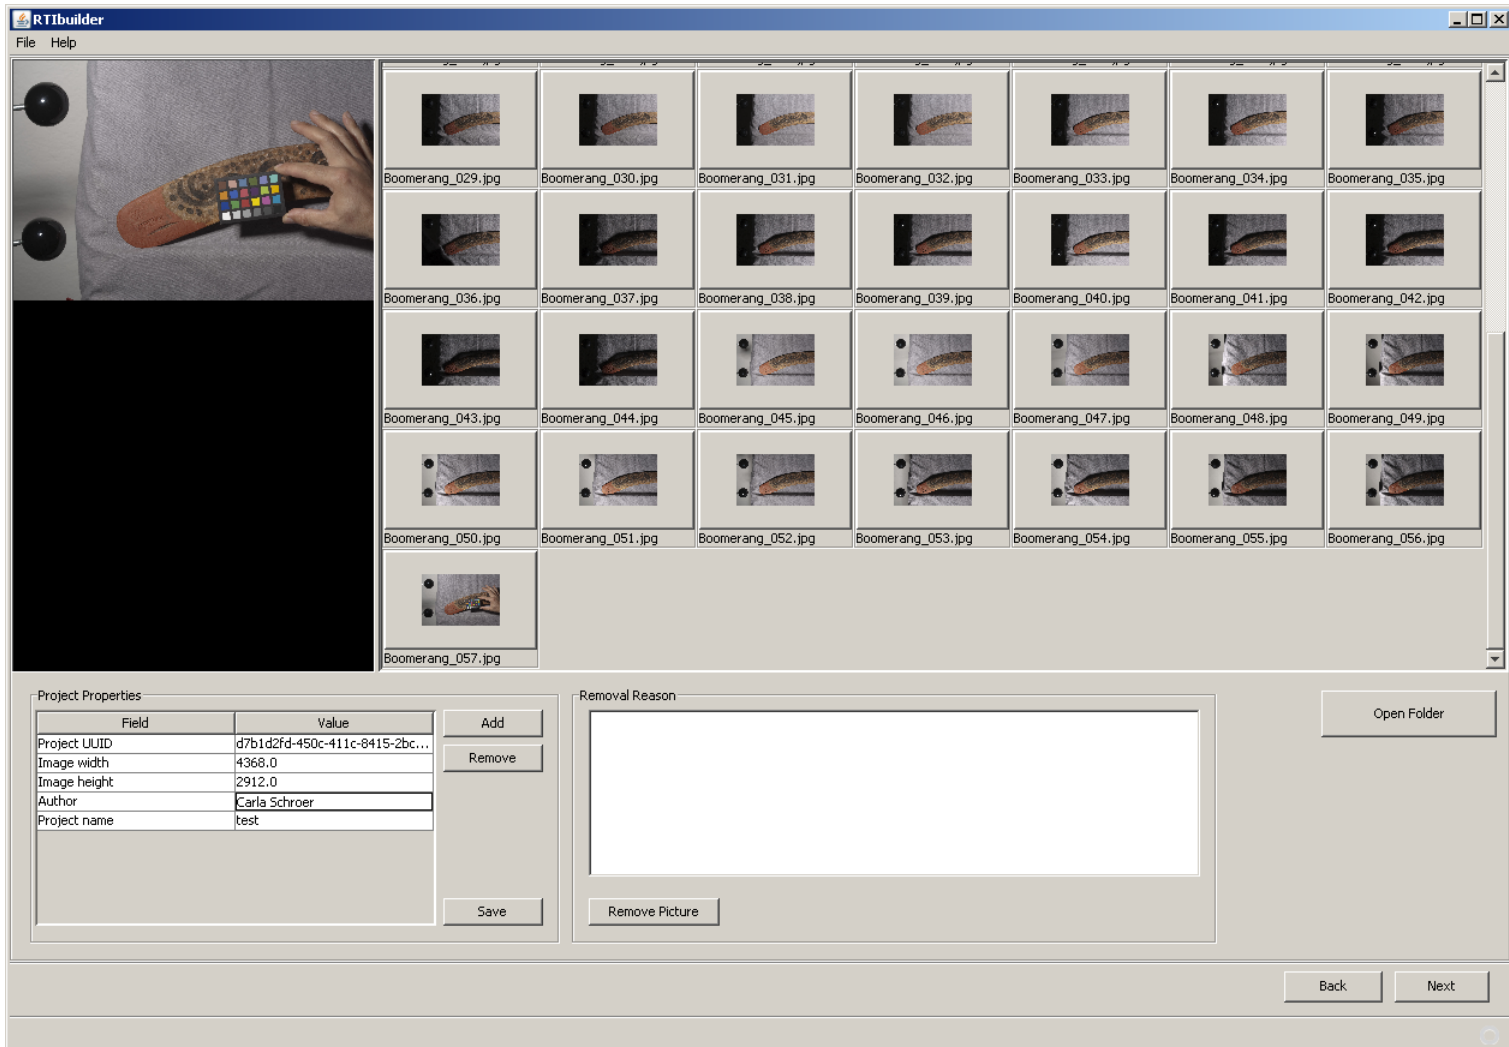 RTIbuilder
File Help
Boomerang_029.jpg Boomerang_030.jpg Boomerang_031.jpg Boomerang_032.jpg Boomerang_033.jpg Boomerang_034.jpg Boomerang_035.jpg
Boomerang_036.jpg Boomerang_037.jpg Boomerang_038.jpg Boomerang_039.jpg Boomerang_040.jpg Boomerang_041.jpg Boomerang_042.jpg
Boomerang_043.jpg Boomerang_044.jpg Boomerang_045.jpg Boomerang_046.jpg Boomerang_047.jpg Boomerang_048.jpg Boomerang_049.jpg
Boomerang_050.jpg Boomerang_051.jpg Boomerang_052.jpg Boomerang_053.jpg Boomerang_054.jpg Boomerang_055.jpg Boomerang_056.jpg
Boomerang_057.jpg
Project Properties
Field Value
Project UUID d7b1d2fd-450c-411c-8415-2bc...
Image width 4368.0
Image height 2912.0
Author Carla Schroer
Project name test
Add
Remove
Save
Removal Reason
Remove Picture
Open Folder
Back Next